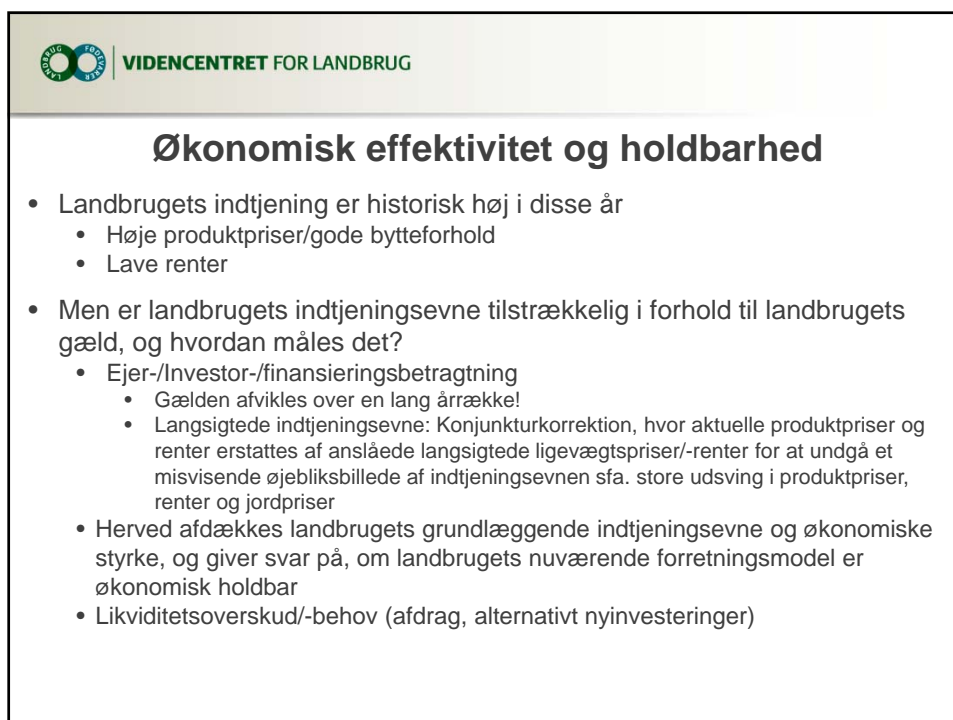 LANDBRUG FØDEVARER
VIDENCENTRET FOR LANDBRUG
Økonomisk effektivitet og holdbarhed
• Landbrugets indtjening er historisk høj i disse år
• Høje produktpriser/gode bytteforhold
• Lave renter
• Men er landbrugets indtjeningsevne tilstrækkelig i forhold til landbrugets
gæld, og hvordan måles det?
• Ejer-/Investor-/finansieringsbetragtning
• Gælden afvikles over en lang årrække!
• Langsigtede indtjeningsevne: Konjunkturkorrektion, hvor aktuelle produktpriser og
renter erstattes af anslåede langsigtede ligevægtspriser/-renter for at undgå et
misvisende øjebliksbillede af indtjeningsevnen sfa. store udsving i produktpriser,
renter og jordpriser
• Herved afdækkes landbrugets grundlæggende indtjeningsevne og økonomiske
styrke, og giver svar på, om landbrugets nuværende forretningsmodel er
økonomisk holdbar
• Likviditetsoverskud/-behov (afdrag, alternativt nyinvesteringer)